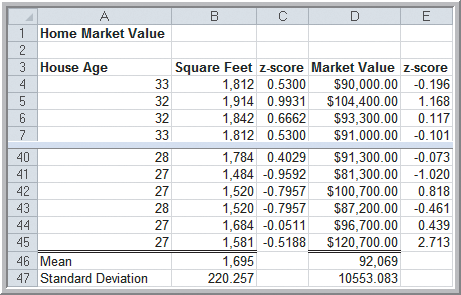 A B C D E
1 Home Market Value
2
3 House Age Square Feet z-score Market Value z-score
4 33 1,812 0.5300 $90,000.00 -0.196
5 32 1,914 0.9931 $104,400.00 1.168
6 32 1,842 0.6662 $93,300.00 0.117
7 33 1,812 0.5300 $91,000.00 -0.101
40 28 1,784 0.4029 $91,300.00 -0.073
41 27 1,484 -0.9592 $81,300.00 -1.020
42 27 1,520 -0.7957 $100,700.00 0.818
43 28 1,520 -0.7957 $87,200.00 -0.461
44 27 1,684 -0.0511 $96,700.00 0.439
45 27 1,581 -0.5188 $120,700.00 2.713
46 Mean 1,695 92,069
47 Standard Deviation 220.257 10553.083